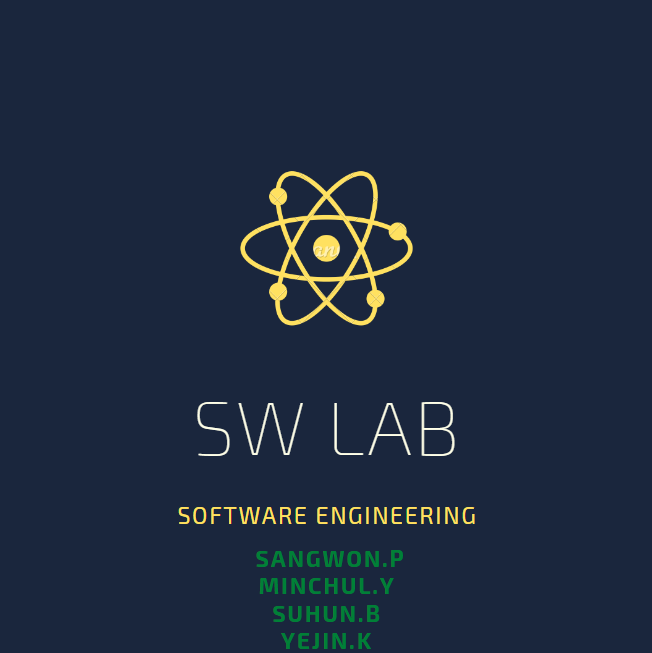 SW LAB
SOFTWARE ENGINEERING
SANGWON.P
MINCHUL.Y
SUHUN.B
YEJIN.K